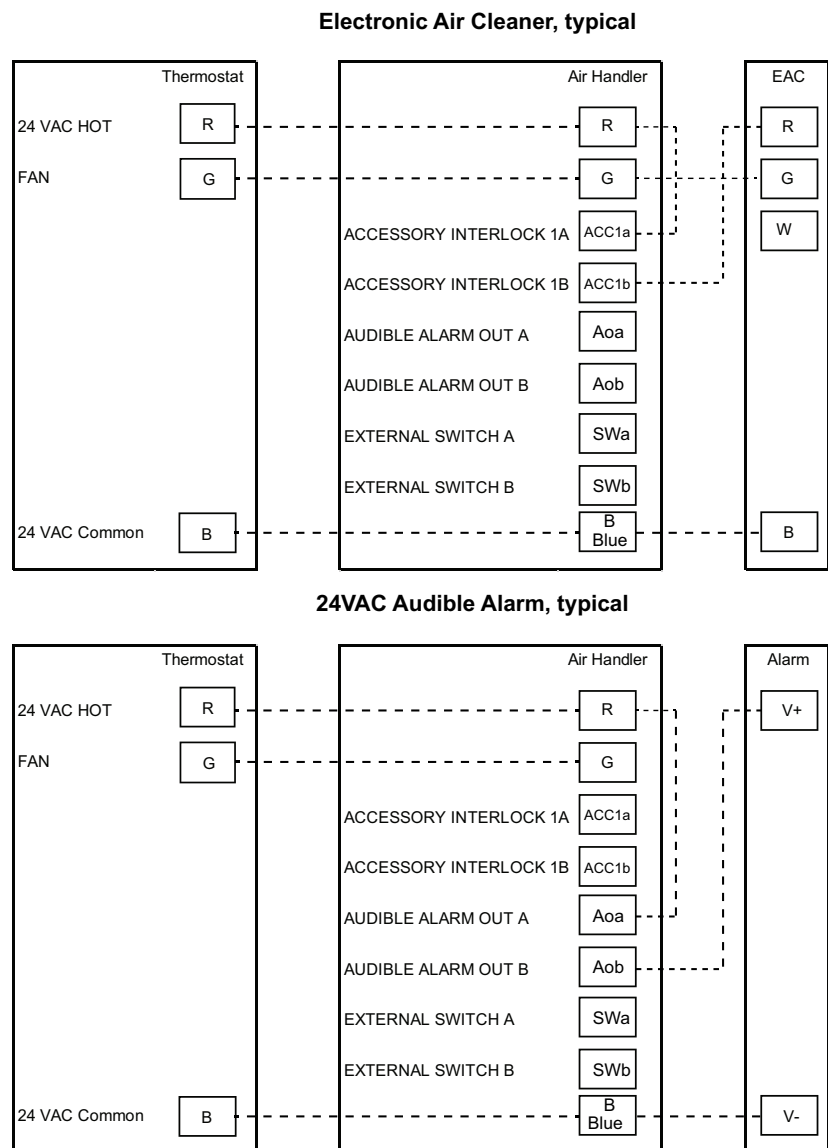 Electronic Air Cleaner, typical
Thermostat Air Handler EAC
24 VAC HOT R R R
FAN G G G
ACCESSORY INTERLOCK 1A ACC1a W
ACCESSORY INTERLOCK 1B ACC1b
AUDIBLE ALARM OUT A Aoa
AUDIBLE ALARM OUT B Aob
EXTERNAL SWITCH A SWa
EXTERNAL SWITCH B SWb
24 VAC Common B B Blue B
24VAC Audible Alarm, typical
Thermostat Air Handler Alarm
24 VAC HOT R R V+
FAN G G
ACCESSORY INTERLOCK 1A ACC1a
ACCESSORY INTERLOCK 1B ACC1b
AUDIBLE ALARM OUT A Aoa
AUDIBLE ALARM OUT B Aob
EXTERNAL SWITCH A SWa
EXTERNAL SWITCH B SWb
24 VAC Common B B Blue V-